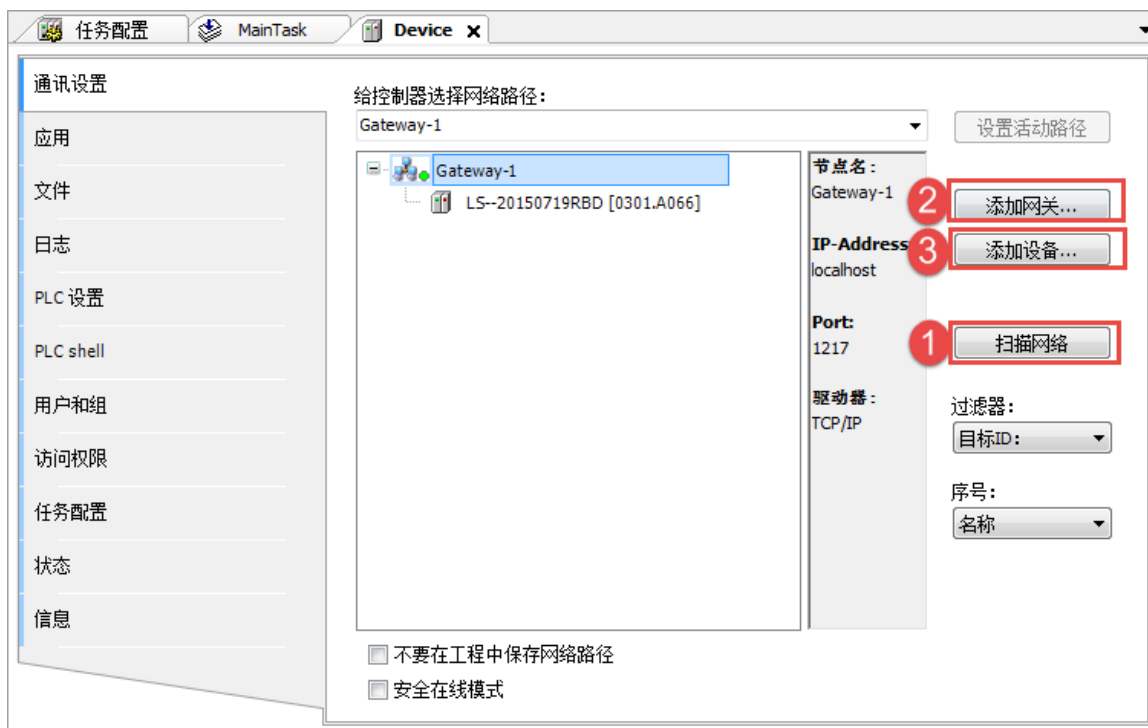 任务配置
MainTask
Device
通讯设置
应用
文件
日志
PLC 设置
PLC shell
用户和组
访问权限
任务配置
状态
信息
给控制器选择网络路径：
Gateway-1
设置活动路径
Gateway-1
LS--20150719RBD [0301.A066]
节点名：
Gateway-1
IP-Address
localhost
Port:
1217
驱动器：
TCP/IP
2
添加网关...
3
添加设备...
1
扫描网络
过滤器：
目标ID：
序号：
名称
不要在工程中保存网络路径
安全在线模式